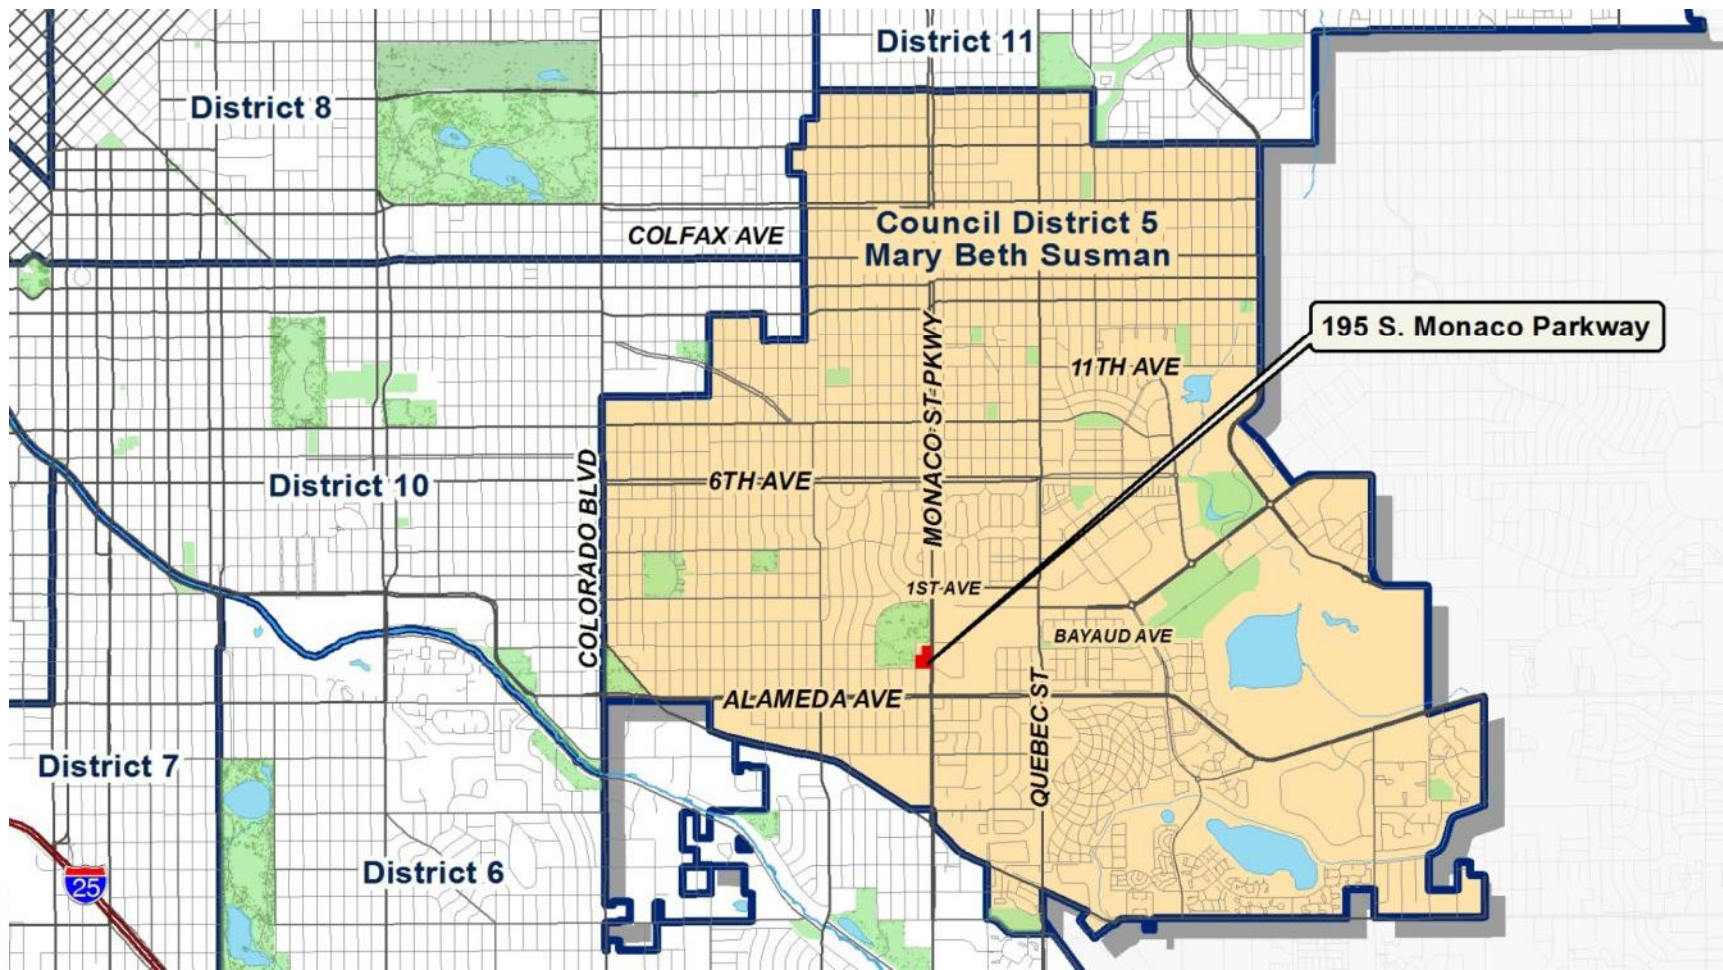 District 11
District 8
COLFAX AVE
Council District 5
Mary Beth Susman
195 S. Monaco Parkway
11TH AVE
MONACO ST PKWY
6TH AVE
District 10
COLORADO BLVD
1ST AVE
BAYAUD AVE
ALAMEDA AVE
QUEBEC ST
District 7
District 6
25